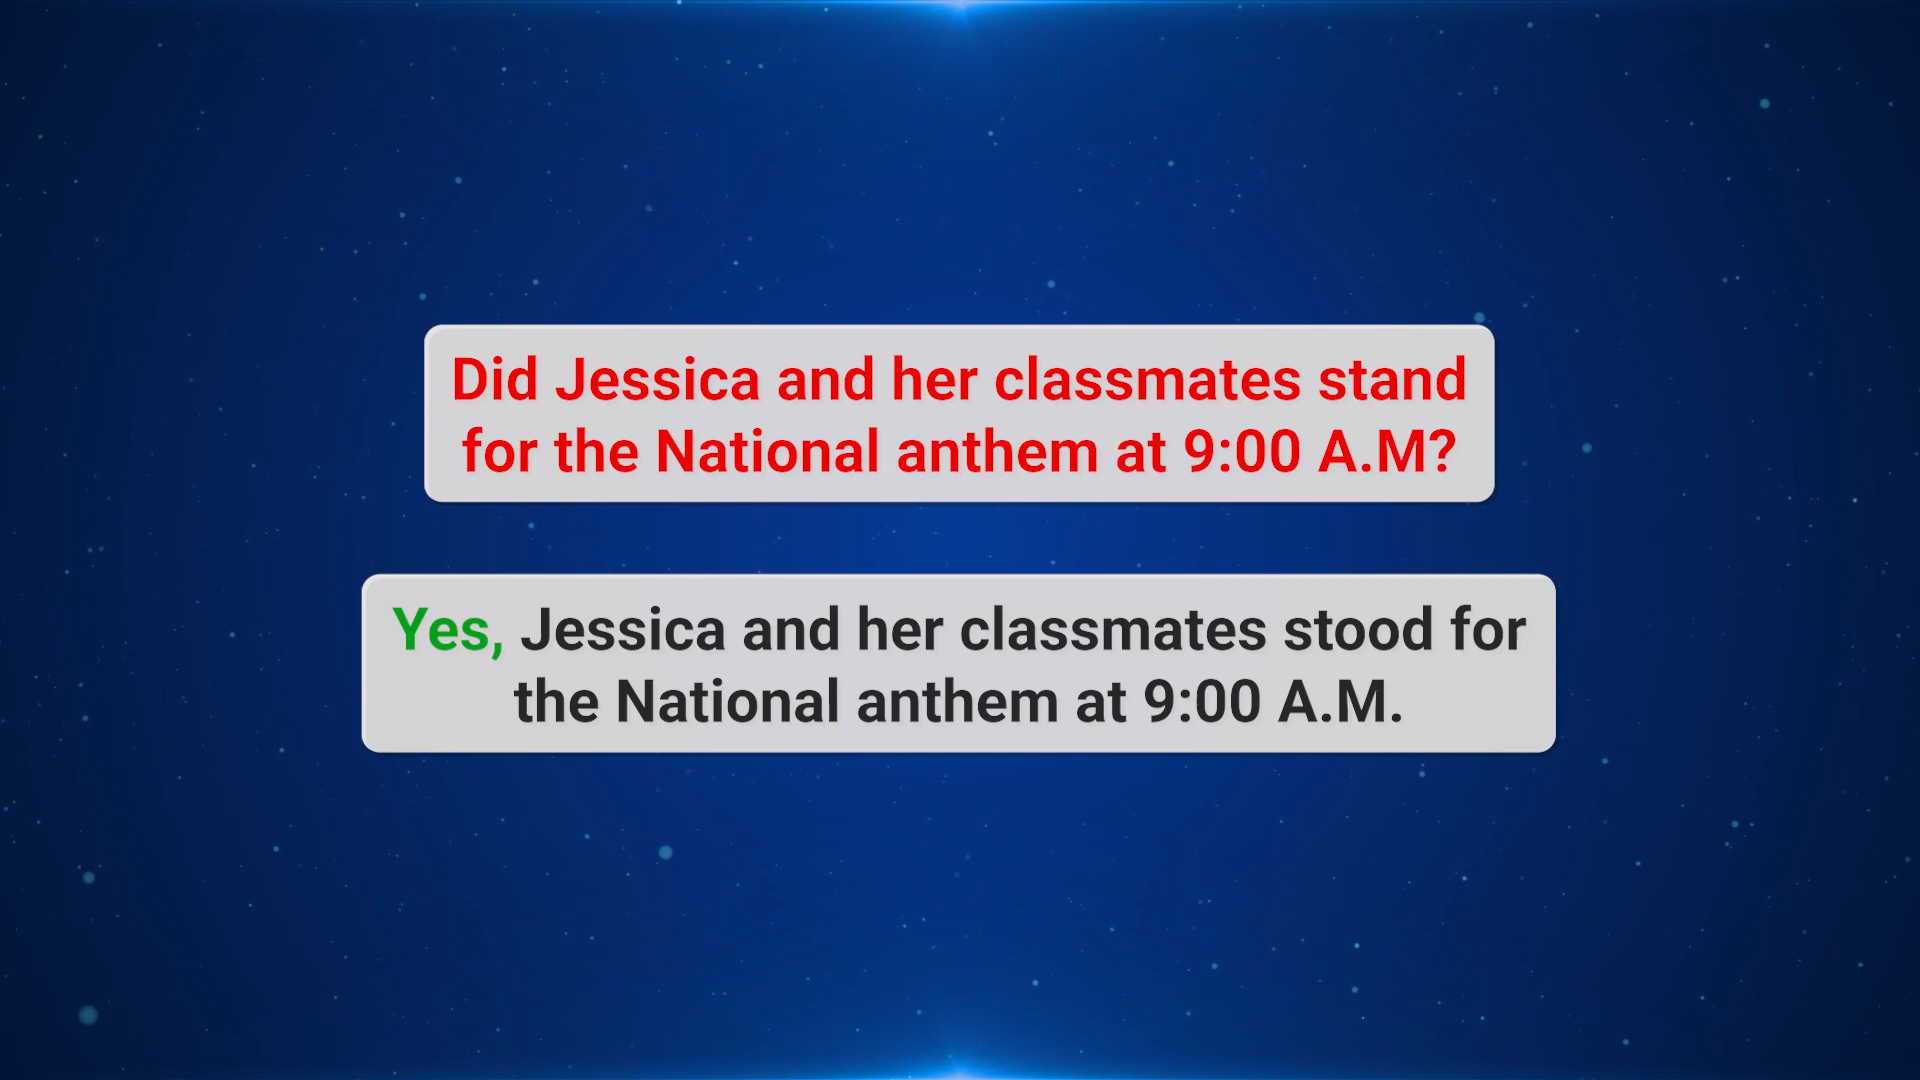 Did Jessica and her classmates stand
for the National anthem at 9:00 A.M?
Yes, Jessica and her classmates stood for
the National anthem at 9:00 A.M.